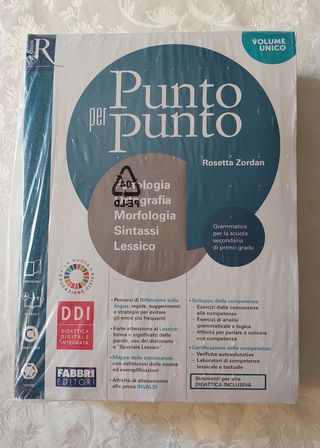 R
VOLUME
UNICO
Punto
per
punto
Rosetta Zordan
04
PE-LD
Morfologia
Sintassi
Lessico
Grammatica
per la scuola
secondaria
di primo grado
DDI
DIDATTICA
DIGITALE
INTEGRATA
FABBRI
EDITORI
• Percorsi di Riflessione sulla
lingua: regole, suggerimenti
e strategie per evitare
gli errori più frequenti
• Forte attenzione al Lessico:
forma e significato delle
parole, uso del dizionario
e "Speciale Lessico"
• Mappe delle conoscenze:
con definizioni delle norme
ed esemplificazioni
• Attività di allenamento
alla prova INVALSI
• Sviluppo delle competenze:
- Esercizi dalle conoscenze
alle competenze
- Esercizi di analisi
grammaticale e logica
- Attività per parlare e scrivere
con competenza
• Certificazione delle competenze:
- Verifiche autovalutative
- Laboratori di competenza
lessicale e testuale
Strumenti per una
DIDATTICA INCLUSIVA